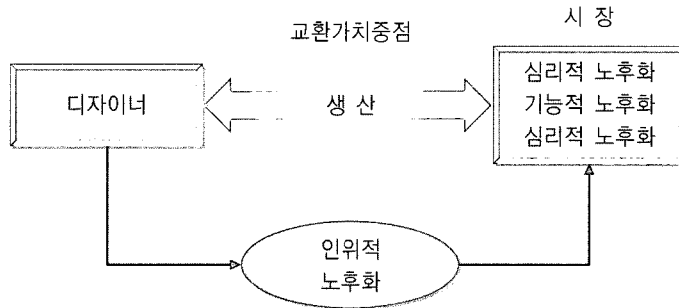 시 장
교환가치중점
디자이너
생 산
심리적 노후화
기능적 노후화
심리적 노후화
인위적
노후화